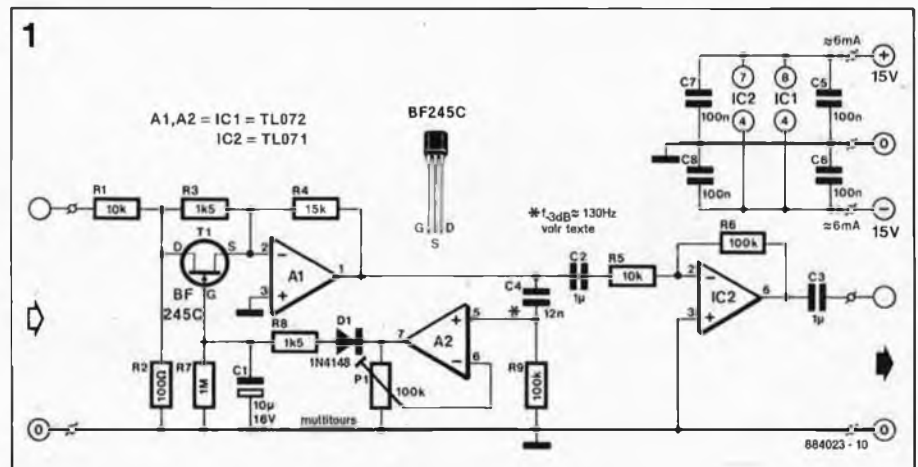 1
A1,A2 = IC1 = TL072
IC2 = TL071
BF245C
G
S
D
≈6mA
+
15V
C7
100n
7
IC2
4
8
IC1
4
C5
100n
0
C8
100n
C6
100n
−
≈6mA
15V
R1
10k
R3
1k5
R4
15k
T1
D
S
G
BF
245C
2
−
3
+
A1
1
*f-3dB ≈ 130Hz
voir texte
C2
1µ
R5
10k
R6
100k
2
−
3
+
IC2
6
C3
1µ
C4
12n
*
R8
1k5
D1
1N4148
7
A2
+
5
−
6
P1
100k
R9
100k
R2
100Ω
R7
1M
C1
10µ
16V
multitours
0
0
884023 - 10